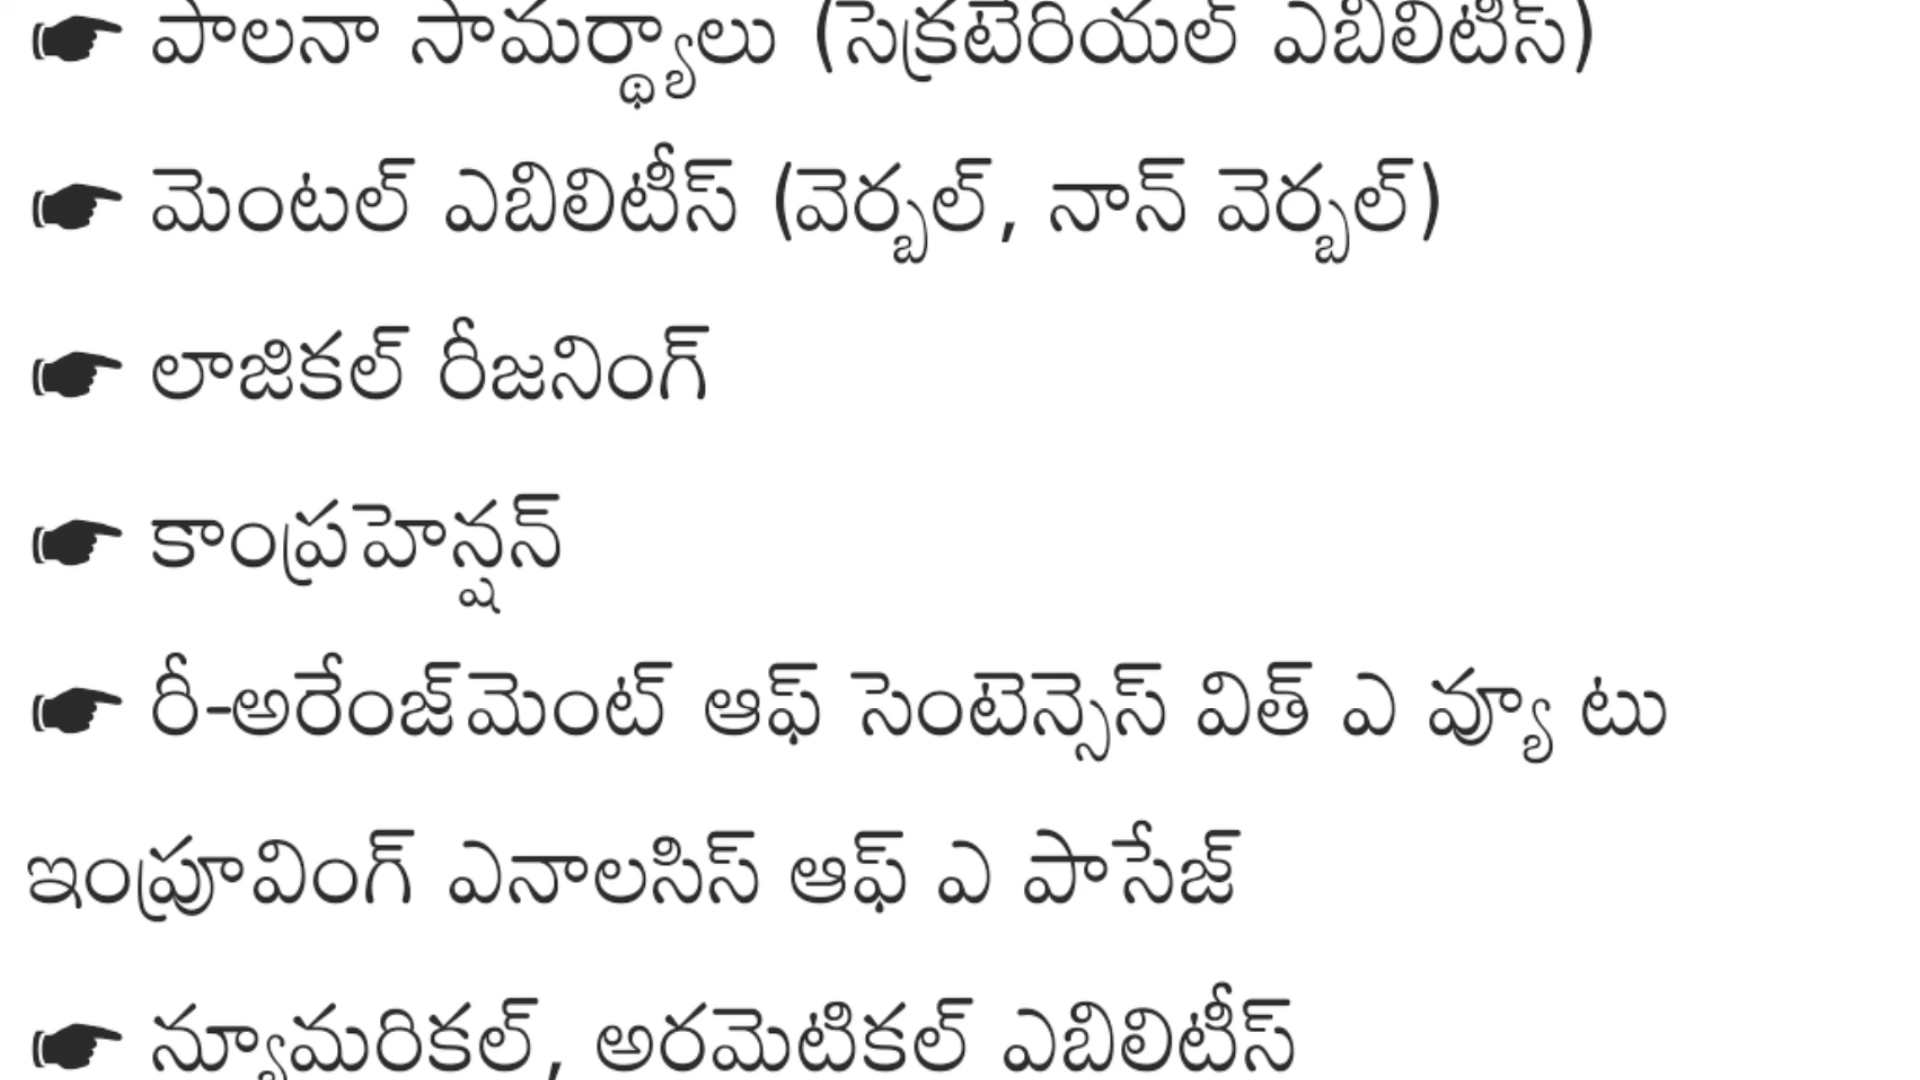 ☛ పాలనా సామర్థ్యాలు (సెక్రటేరియల్ ఎబిలిటీస్)
☛ మెంటల్ ఎబిలిటీస్ (వెర్బల్, నాన్ వెర్బల్)
☛ లాజికల్ రీజనింగ్
☛ కాంప్రహెన్షన్
☛ రీ-అరేంజ్‌మెంట్ ఆఫ్ సెంటెన్సెస్ విత్ ఎ వ్యూ టు
ఇంప్రూవింగ్ ఎనాలసిస్ ఆఫ్ ఎ పాసేజ్
☛ న్యూమరికల్, అరమెటికల్ ఎబిలిటీస్